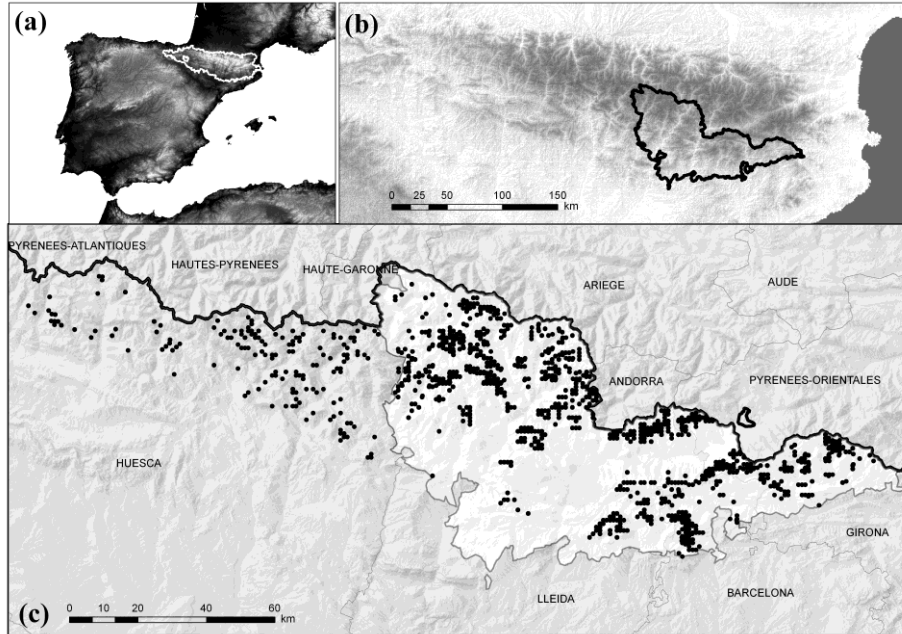 (a)
(b)
0 25 50 100 150
km
PYRENEES-ATLANTIQUES
HAUTES-PYRENEES
HAUTE-GARONNE
ARIEGE
AUDE
ANDORRA
PYRENEES-ORIENTALES
HUESCA
GIRONA
LLEIDA
BARCELONA
(c)
0 10 20 40 60
km